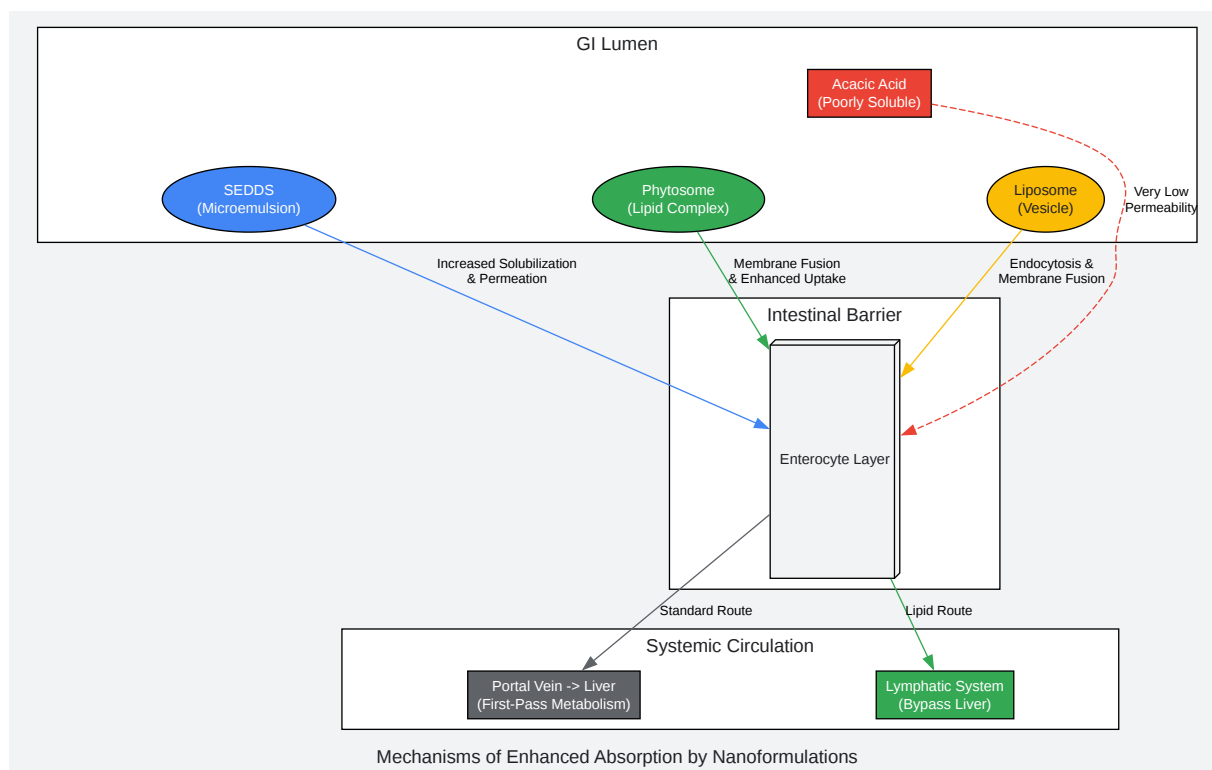 GI Lumen
Acacic Acid
(Poorly Soluble)
SEDDS
(Microemulsion)
Phytosome
(Lipid Complex)
Liposome
(Vesicle)
Very Low
Permeability
Increased Solubilization
& Permeation
Membrane Fusion
& Enhanced Uptake
Endocytosis &
Membrane Fusion
Intestinal Barrier
Enterocyte Layer
Standard Route
Lipid Route
Systemic Circulation
Portal Vein -> Liver
(First-Pass Metabolism)
Lymphatic System
(Bypass Liver)
Mechanisms of Enhanced Absorption by Nanoformulations